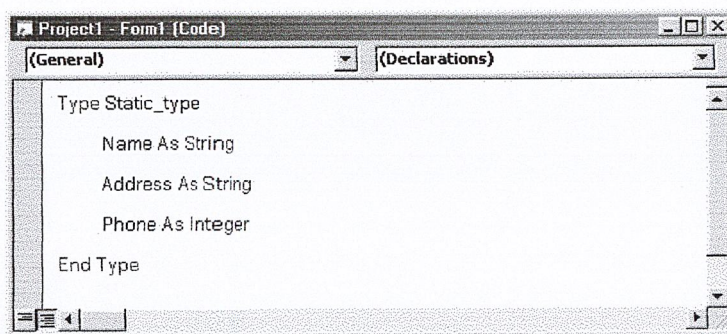 Project1 - Form1 (Code)
(General) (Declarations)
Type Static_type
Name As String
Address As String
Phone As Integer
End Type